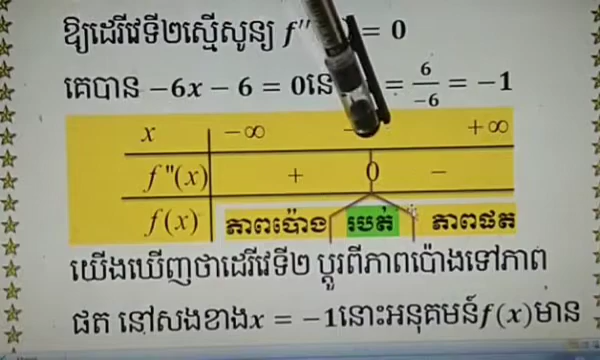 ឱ្យដេរីវេទី២ស្មើសូន្យ f" = 0
គេបាន −6x − 6 = 0នេ = 6/−6 = −1
x −∞ − +∞
f "(x) + 0 −
f(x) ភាពប៉ោង របត់ ភាពផត
យើងឃើញថាដេរីវេទី២ ប្តូរពីភាពប៉ោងទៅភាព
ផត នៅសងខាងx = −1នោះអនុគមន៍f(x)មាន